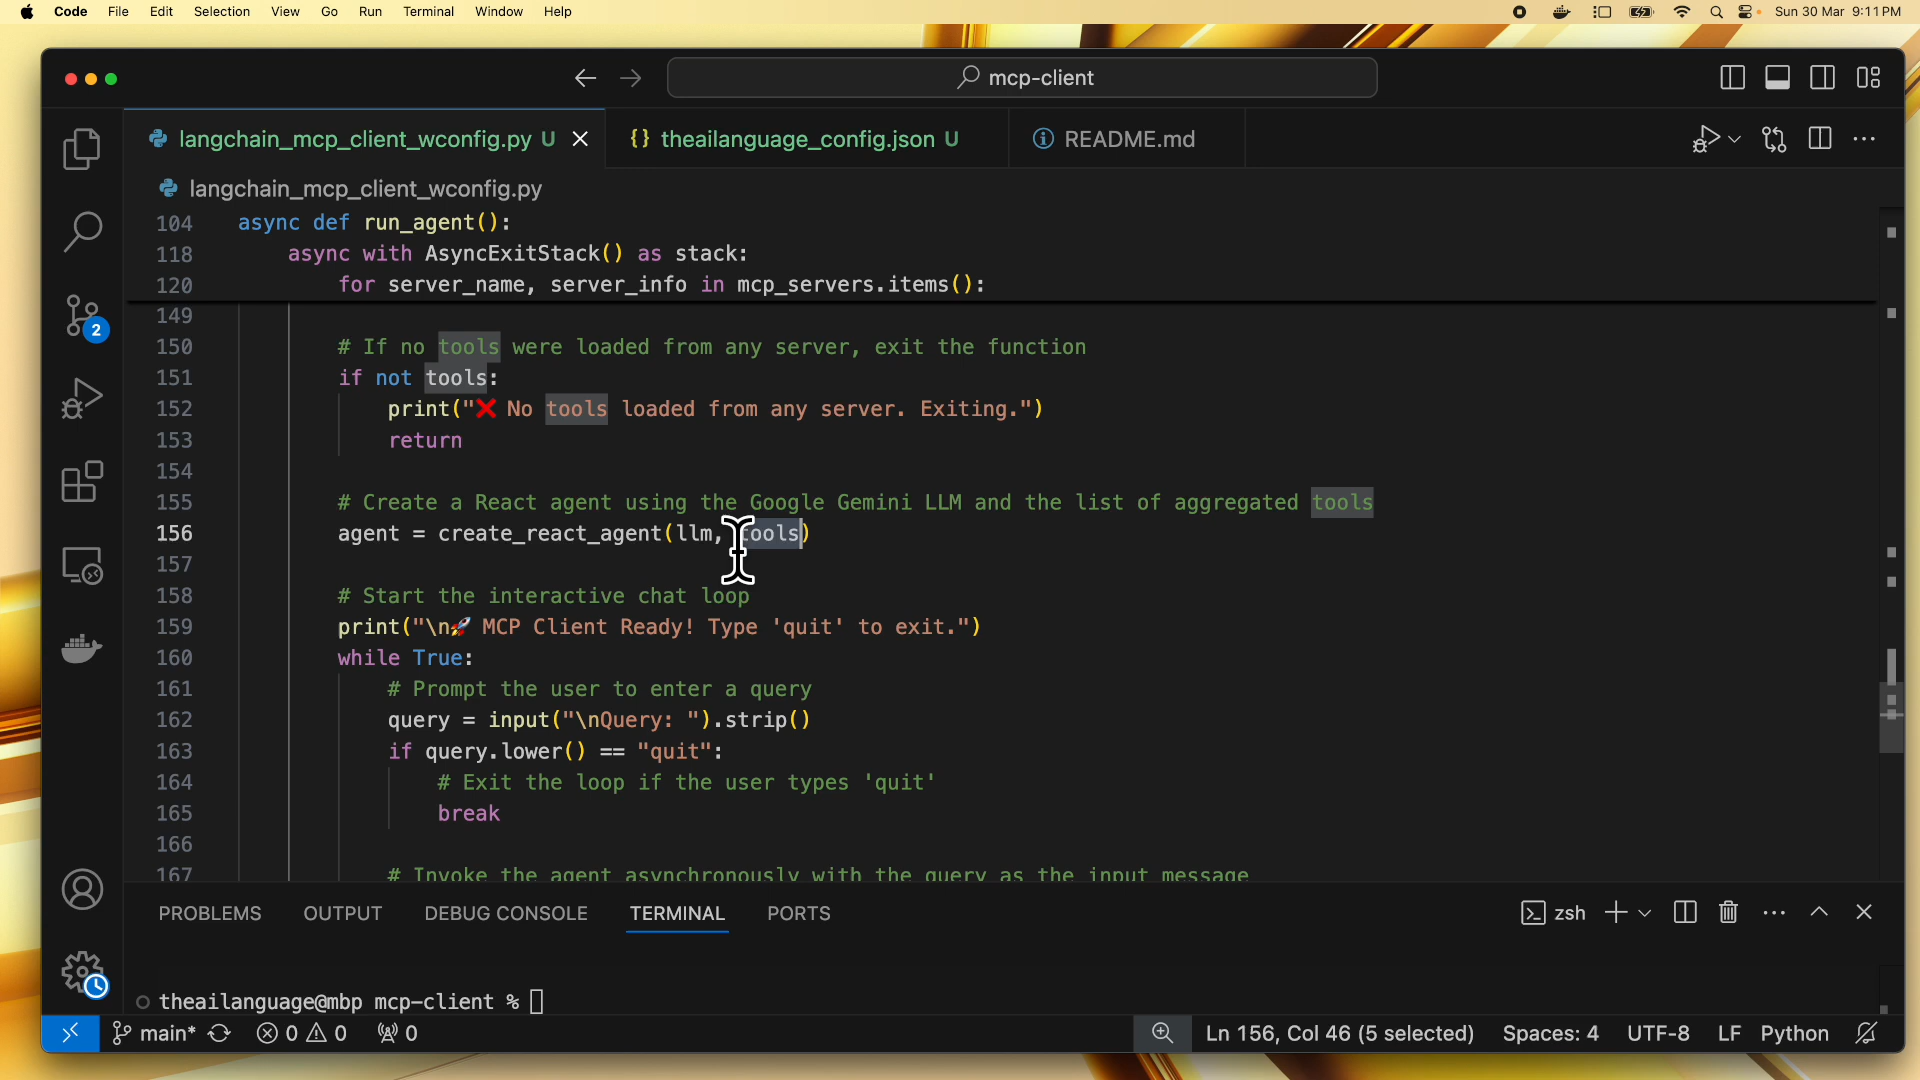 Code File Edit Selection View Go Run Terminal Window Help Sun 30 Mar 9:11 PM
mcp-client
langchain_mcp_client_wconfig.py U theailanguage_config.json U README.md
langchain_mcp_client_wconfig.py
104 async def run_agent():
118 async with AsyncExitStack() as stack:
120 for server_name, server_info in mcp_servers.items():
149
150 # If no tools were loaded from any server, exit the function
151 if not tools:
152 print("❌ No tools loaded from any server. Exiting.")
153 return
154
155 # Create a React agent using the Google Gemini LLM and the list of aggregated tools
156 agent = create_react_agent(llm, tools)
157
158 # Start the interactive chat loop
159 print("\n🚀 MCP Client Ready! Type 'quit' to exit.")
160 while True:
161 # Prompt the user to enter a query
162 query = input("\nQuery: ").strip()
163 if query.lower() == "quit":
164 # Exit the loop if the user types 'quit'
165 break
166
167 # Invoke the agent asynchronously with the query as the input message
2
PROBLEMS OUTPUT DEBUG CONSOLE TERMINAL PORTS zsh
theailanguage@mbp mcp-client %
main* 0 0 0 Ln 156, Col 46 (5 selected) Spaces: 4 UTF-8 LF Python